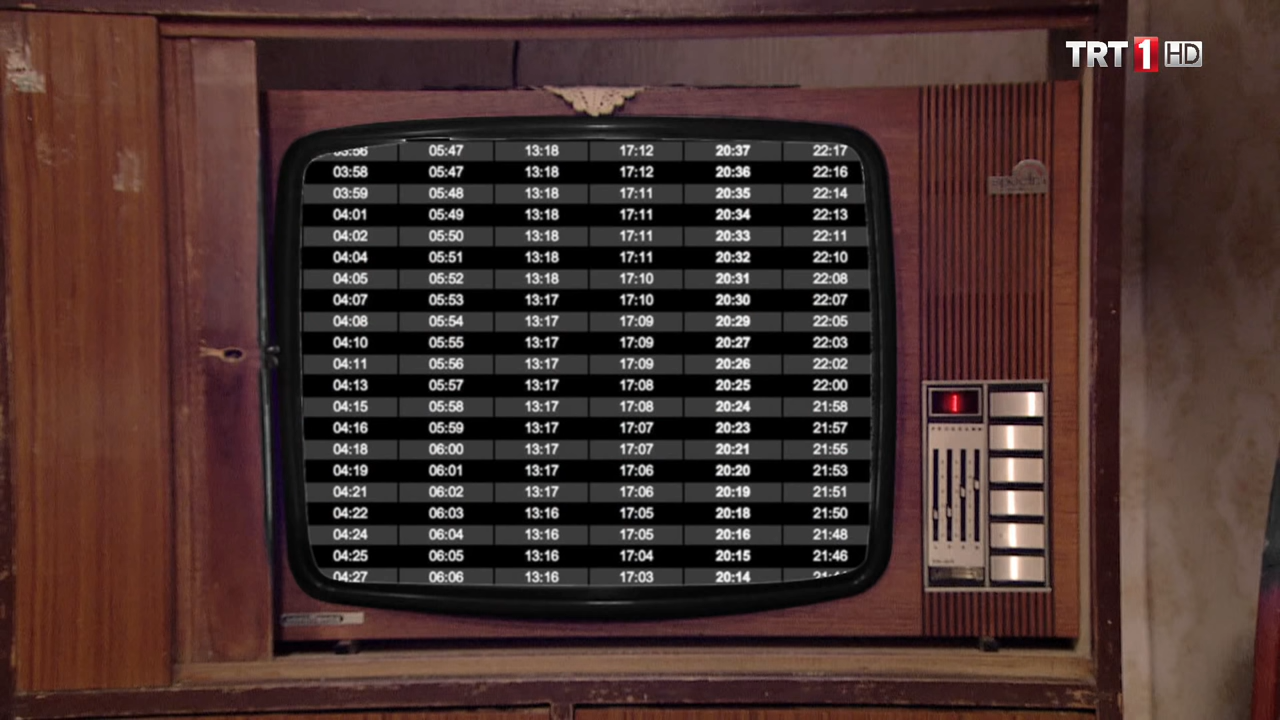 TRT 1 HD
03:56 05:47 13:18 17:12 20:37 22:17
03:58 05:47 13:18 17:12 20:36 22:16
03:59 05:48 13:18 17:11 20:35 22:14
spectra
04:01 05:49 13:18 17:11 20:34 22:13
04:02 05:50 13:18 17:11 20:33 22:11
04:04 05:51 13:18 17:11 20:32 22:10
04:05 05:52 13:18 17:10 20:31 22:08
04:07 05:53 13:17 17:10 20:30 22:07
04:08 05:54 13:17 17:09 20:29 22:05
04:10 05:55 13:17 17:09 20:27 22:03
04:11 05:56 13:17 17:09 20:26 22:02
04:13 05:57 13:17 17:08 20:25 22:00
04:15 05:58 13:17 17:08 20:24 21:58
04:16 05:59 13:17 17:07 20:23 21:57
PROGRAMM
04:18 06:00 13:17 17:07 20:21 21:55
04:19 06:01 13:17 17:06 20:20 21:53
04:21 06:02 13:17 17:06 20:19 21:51
04:22 06:03 13:16 17:05 20:18 21:50
04:24 06:04 13:16 17:05 20:16 21:48
04:25 06:05 13:16 17:04 20:15 21:46
04:27 06:06 13:16 17:03 20:14